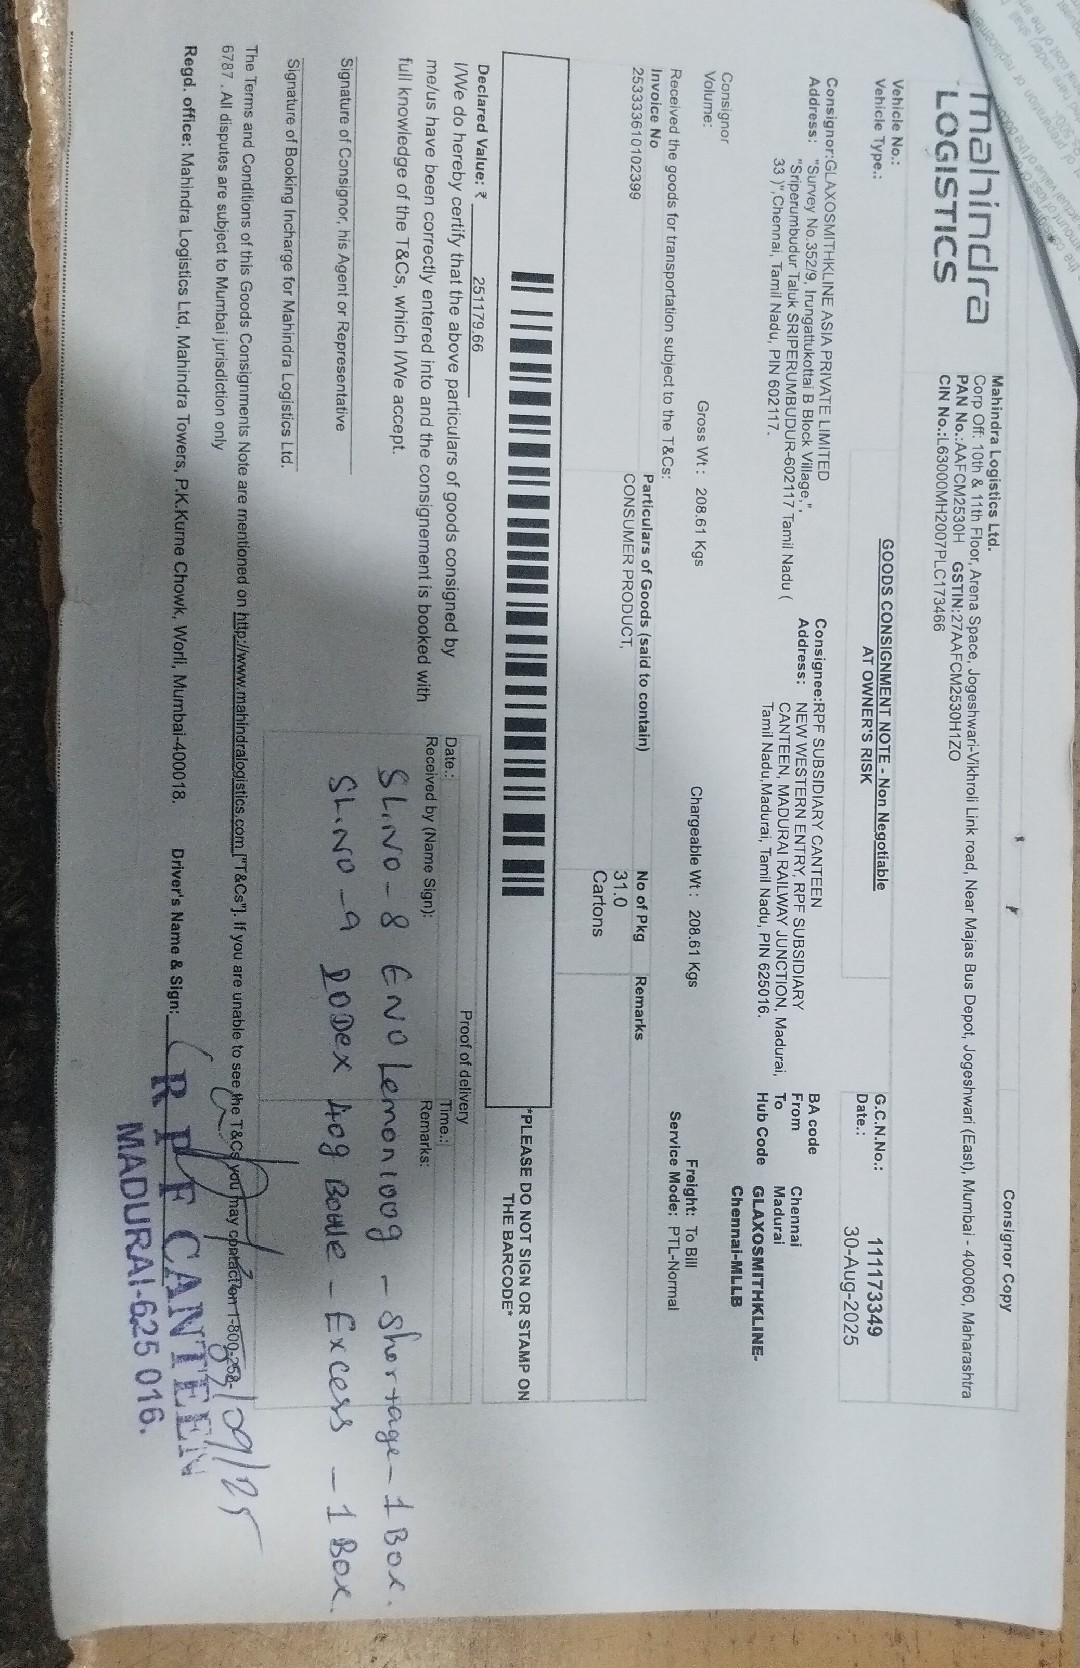 Consignor Copy
mahindra
LOGISTICS
Mahindra Logistics Ltd.
Corp Off: 10th & 11th Floor, Arena Space, Jogeshwari-Vikhroli Link road, Near Majas Bus Depot, Jogeshwari (East), Mumbai - 400060, Maharashtra
PAN No.:AAFCM2530H GSTIN:27AAFCM2530H1ZO
CIN No.:L63000MH2007PLC173466
Vehicle No.:
Vehicle Type.:
GOODS CONSIGNMENT NOTE - Non Negotiable
AT OWNER'S RISK
G.C.N.No.: 111173349
Date.: 30-Aug-2025
Consignor:GLAXOSMITHKLINE ASIA PRIVATE LIMITED
Address: "Survey No.352/9, Irungattukottai B Block Village,",
"Sriperumbudur Taluk SRIPERUMBUDUR-602117 Tamil Nadu (
33 )",Chennai, Tamil Nadu, PIN 602117.
Consignee:RPF SUBSIDIARY CANTEEN
Address: NEW WESTERN ENTRY, RPF SUBSIDIARY
CANTEEN, MADURAI RAILWAY JUNCTION, Madurai,
Tamil Nadu,Madurai, Tamil Nadu, PIN 625016.
BA code
From Chennai
To Madurai
Hub Code GLAXOSMITHKLINE-
Chennai-MLLB
Consignor
Volume:
Gross Wt: 208.61 Kgs
Chargeable Wt: 208.61 Kgs
Freight: To Bill
Service Mode: PTL-Normal
Received the goods for transportation subject to the T&Cs:
Invoice No Particulars of Goods (said to contain) No of Pkg Remarks
253333610102399 CONSUMER PRODUCT, 31.0
Cartons
*PLEASE DO NOT SIGN OR STAMP ON
THE BARCODE*
Declared Value: ₹ 251179.66
I/We do hereby certify that the above particulars of goods consigned by
me/us have been correctly entered into and the consignement is booked with
full knowledge of the T&Cs, which I/We accept.
Proof of delivery
Date.: Time.:
Received by (Name Sign): Remarks:
SL.NO - 8 ENO Lemon 100g - Shortage - 1 Box.
SL.NO - 9 IODEX 40g Bottle - Excess - 1 Box.
Signature of Consignor, his Agent or Representative
Signature of Booking Incharge for Mahindra Logistics Ltd.
The Terms and Conditions of this Goods Consignments Note are mentioned on http://www.mahindralogistics.com ["T&Cs"]. If you are unable to see the T&Cs you may contact on 1-800-258-
6787 . All disputes are subject to Mumbai jurisdiction only
/09/25
Regd. office: Mahindra Logistics Ltd, Mahindra Towers, P.K.Kurne Chowk, Worli, Mumbai-400018. Driver's Name & Sign:
R P F CANTEEN
MADURAI-625 016.